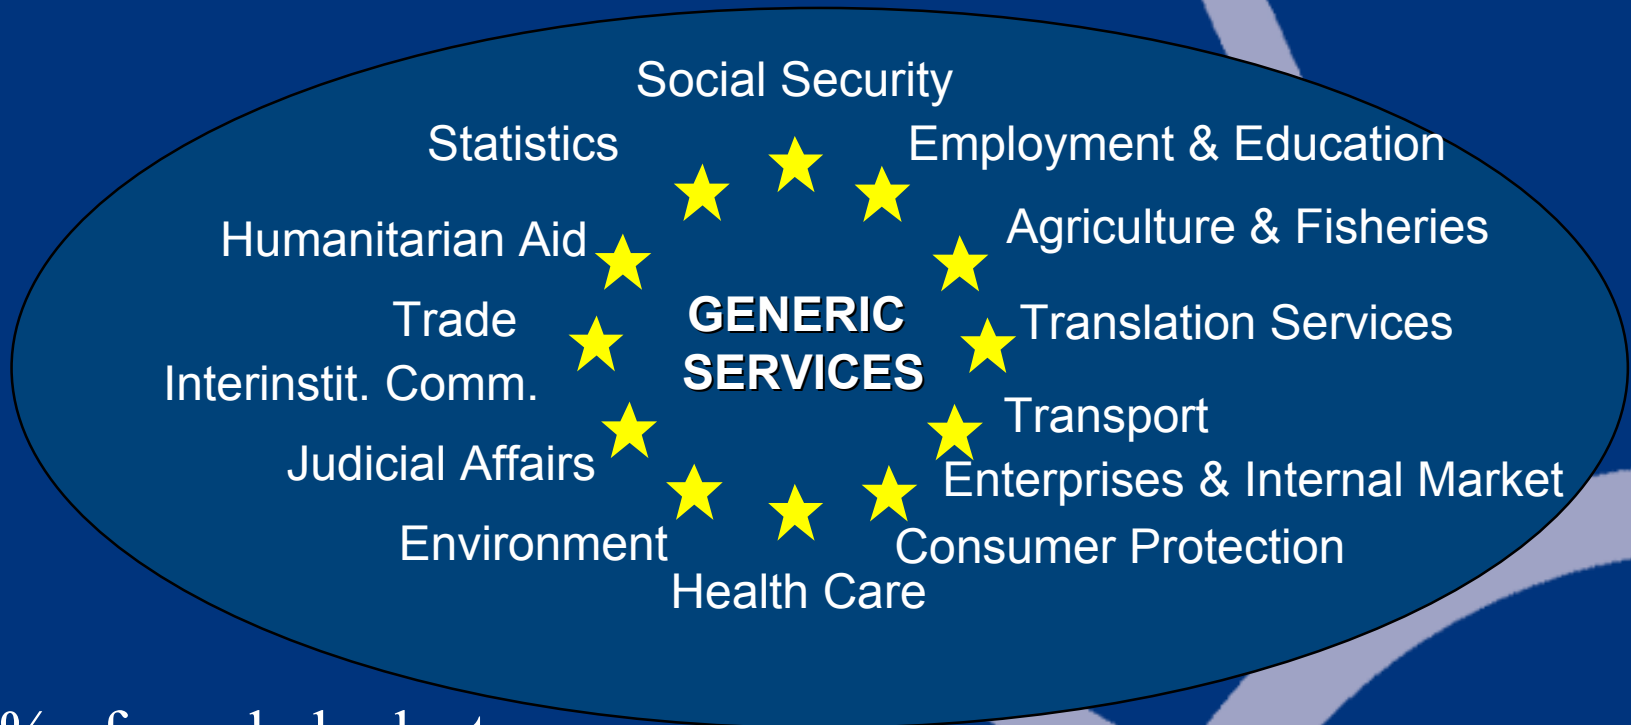 Social Security
Statistics
Employment & Education
Humanitarian Aid
Agriculture & Fisheries
GENERIC
SERVICES
Trade
Translation Services
Interinstit. Comm.
Transport
Judicial Affairs
Enterprises & Internal Market
Environment
Consumer Protection
Health Care